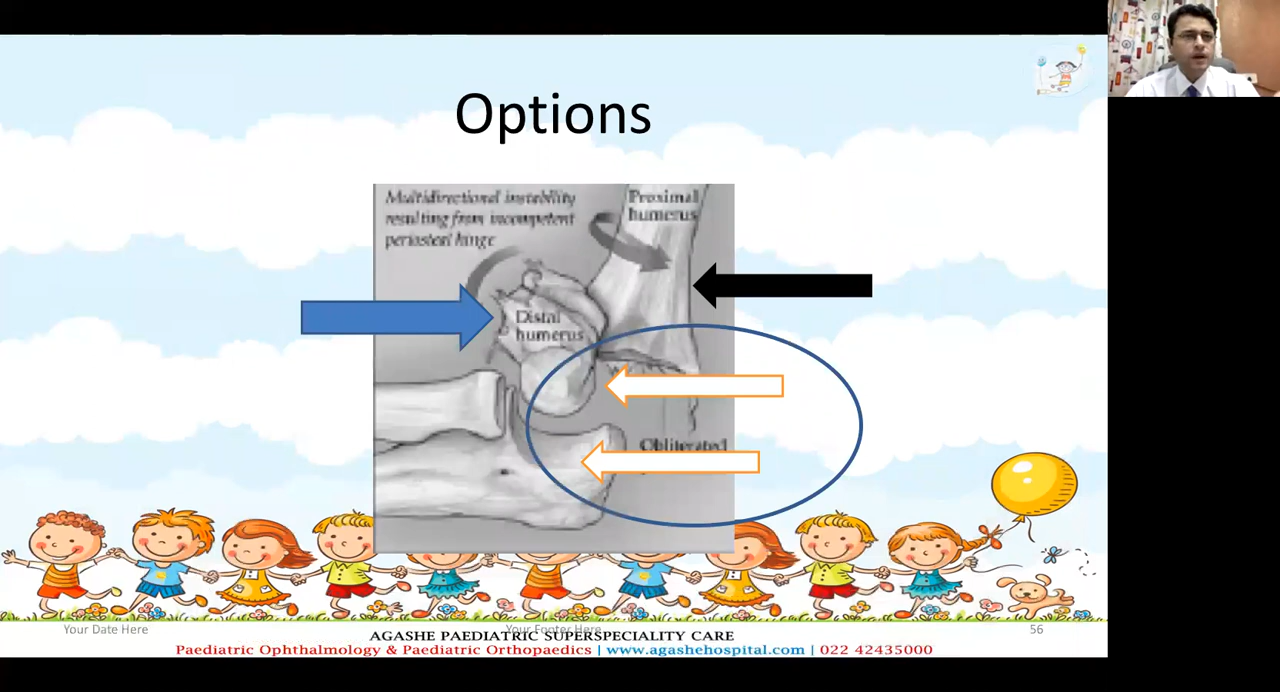 Options
Multidirectional instability
resulting from incompetent
periosteal hinge
Proximal
humerus
Distal
humerus
Obliterated
Your Date Here
Your Footer Here
56
AGASHE PAEDIATRIC SUPERSPECIALITY CARE
Paediatric Ophthalmology & Paediatric Orthopaedics | www.agashehospital.com | 022 42435000